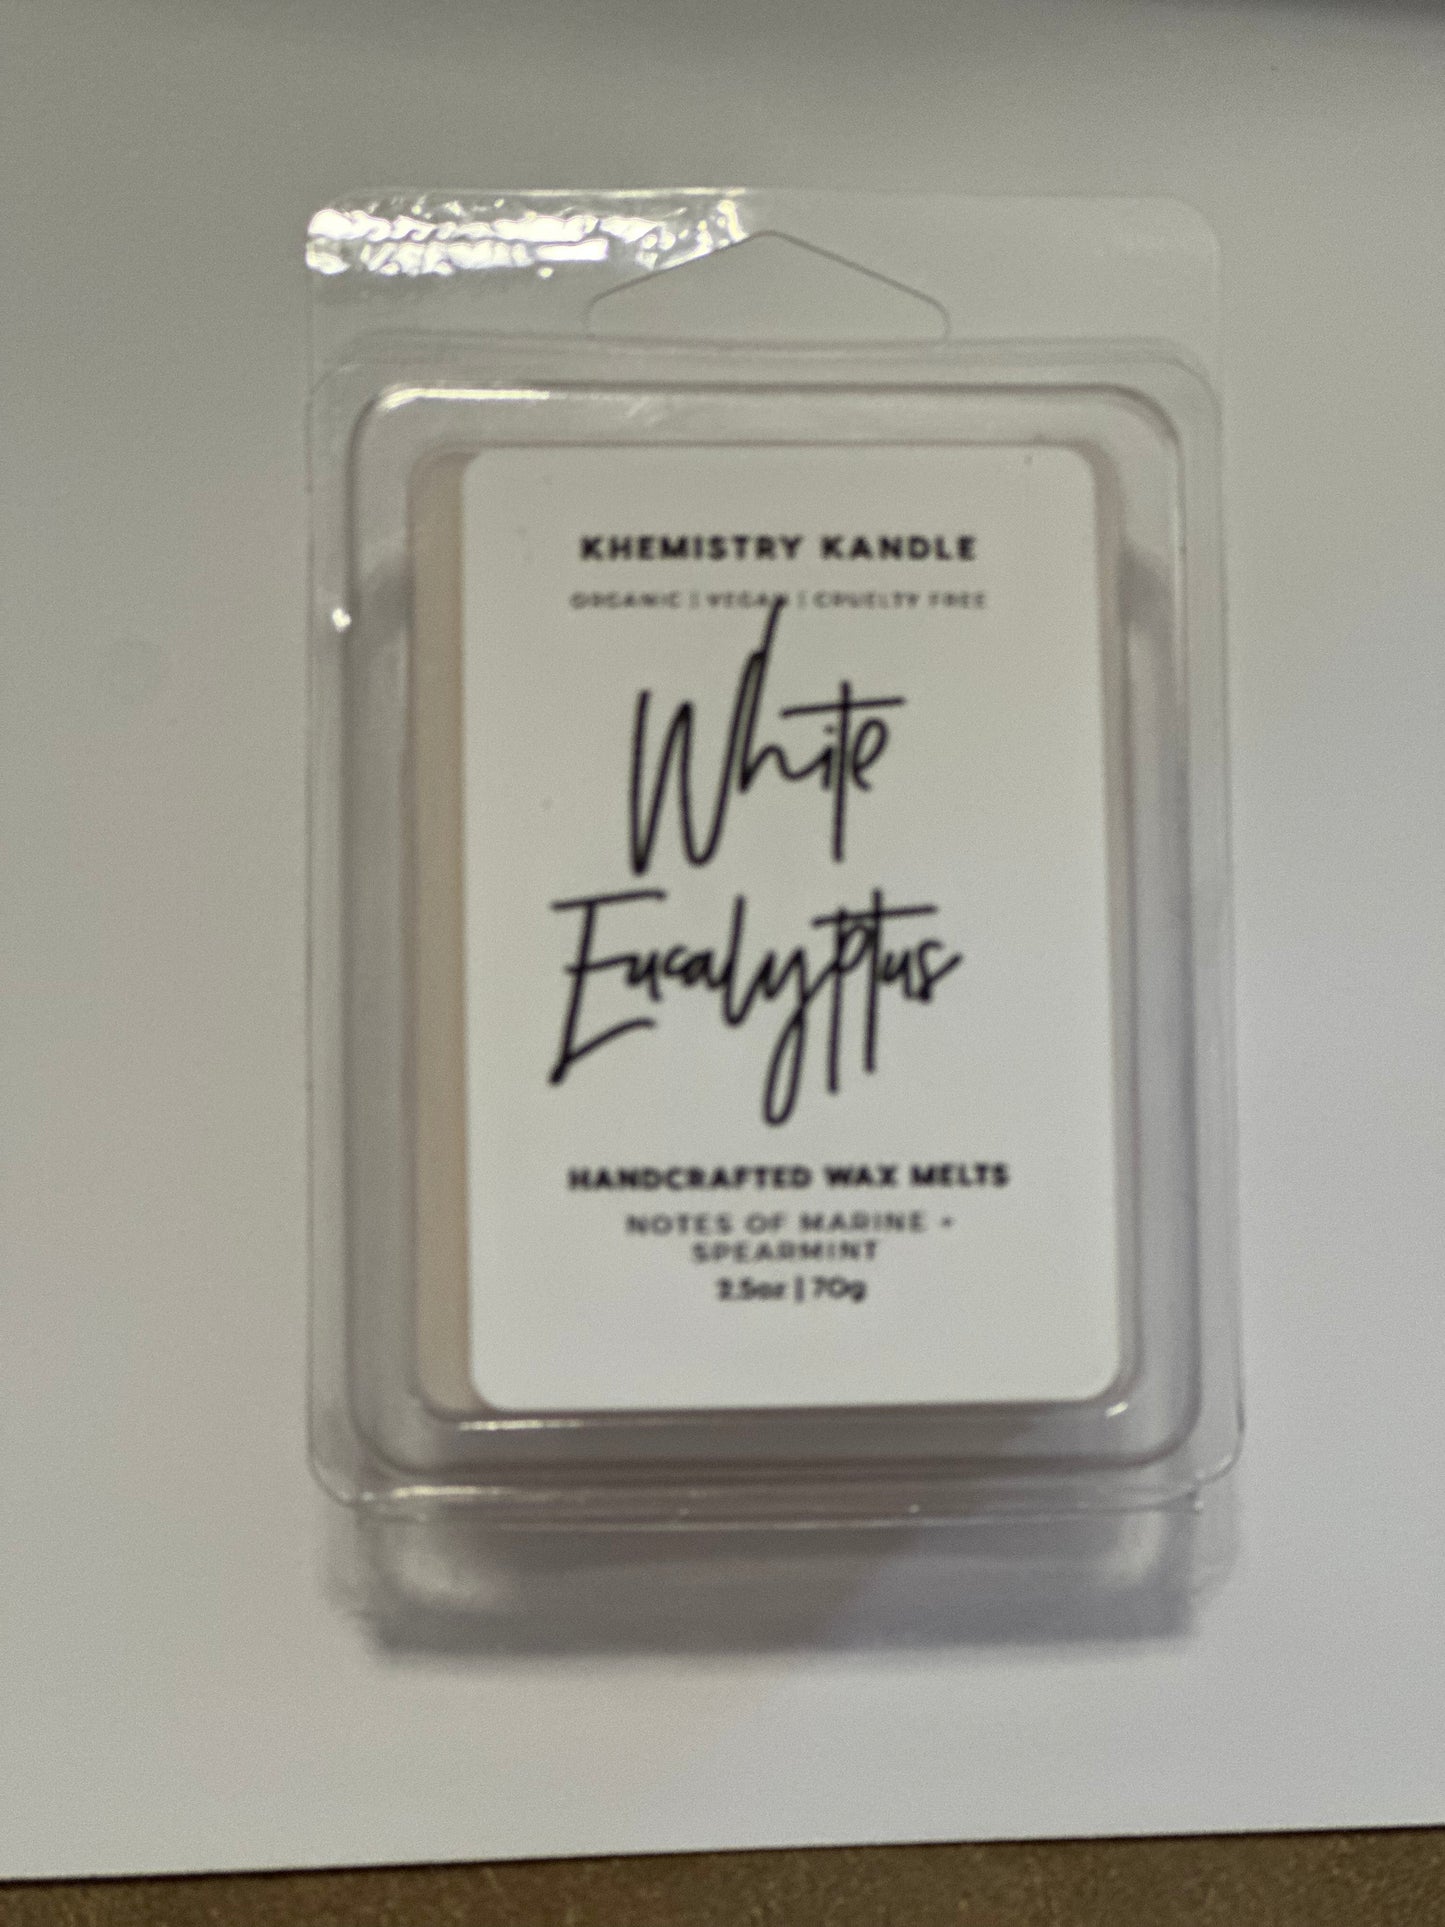 KHEMISTRY KANDLE
ORGANIC | VEGAN | CRUELTY FREE
White
Eucalyptus
HANDCRAFTED WAX MELTS
NOTES OF MARINE +
SPEARMINT
2.5oz | 70g